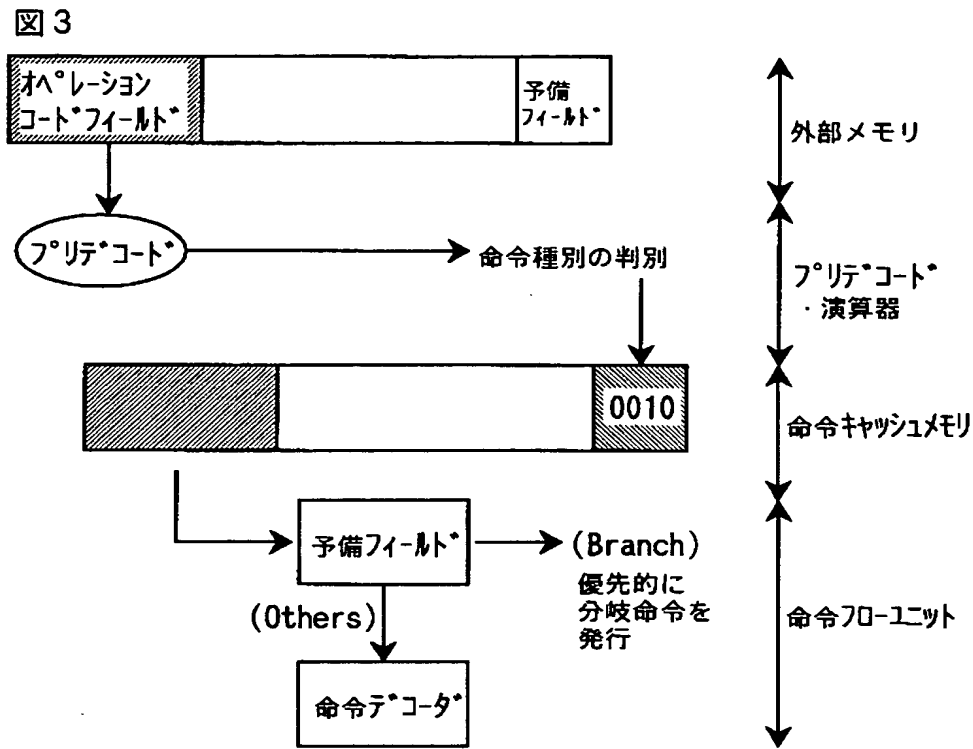 図3
オペレーション
コードフィールド
予備
フィールド
外部メモリ
プリデコード
命令種別の判別
プリデコード
・演算器
0010
命令キャッシュメモリ
予備フィールド
(Branch)
優先的に
分岐命令を
発行
(Others)
命令フローユニット
命令デコーダ